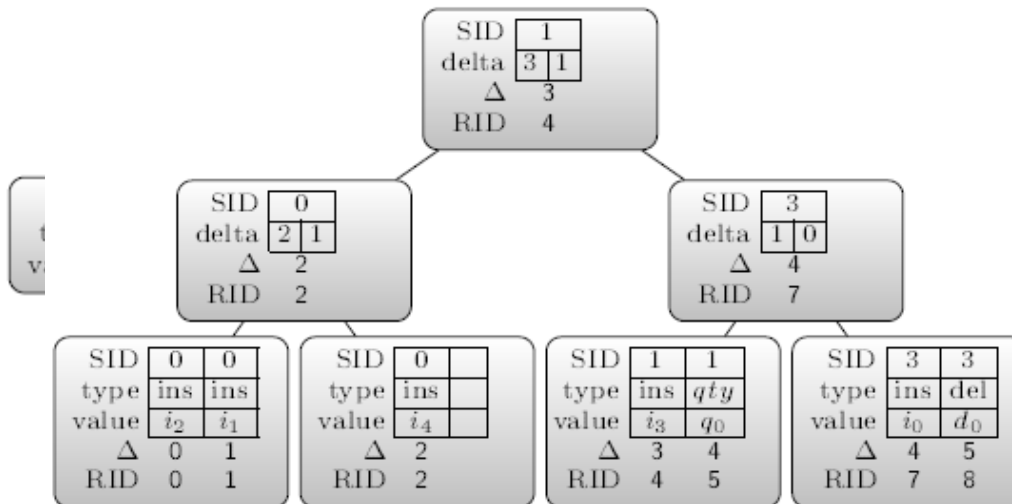 SID 1
delta 3 1
Δ 3
RID 4
SID 0
delta 2 1
Δ 2
RID 2
SID 3
delta 1 0
Δ 4
RID 7
SID 0 0
type ins ins
value i₂ i₁
Δ 0 1
RID 0 1
SID 0
type ins
value i₄
Δ 2
RID 2
SID 1 1
type ins qty
value i₃ q₀
Δ 3 4
RID 4 5
SID 3 3
type ins del
value i₀ d₀
Δ 4 5
RID 7 8